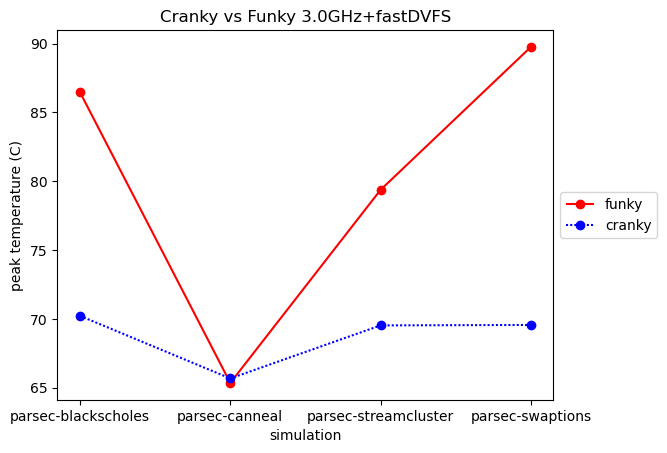 Cranky vs Funky 3.0GHz+fastDVFS
90
85
80
75
70
65
peak temperature (C)
parsec-blackscholes parsec-canneal parsec-streamcluster parsec-swaptions
simulation
funky
cranky